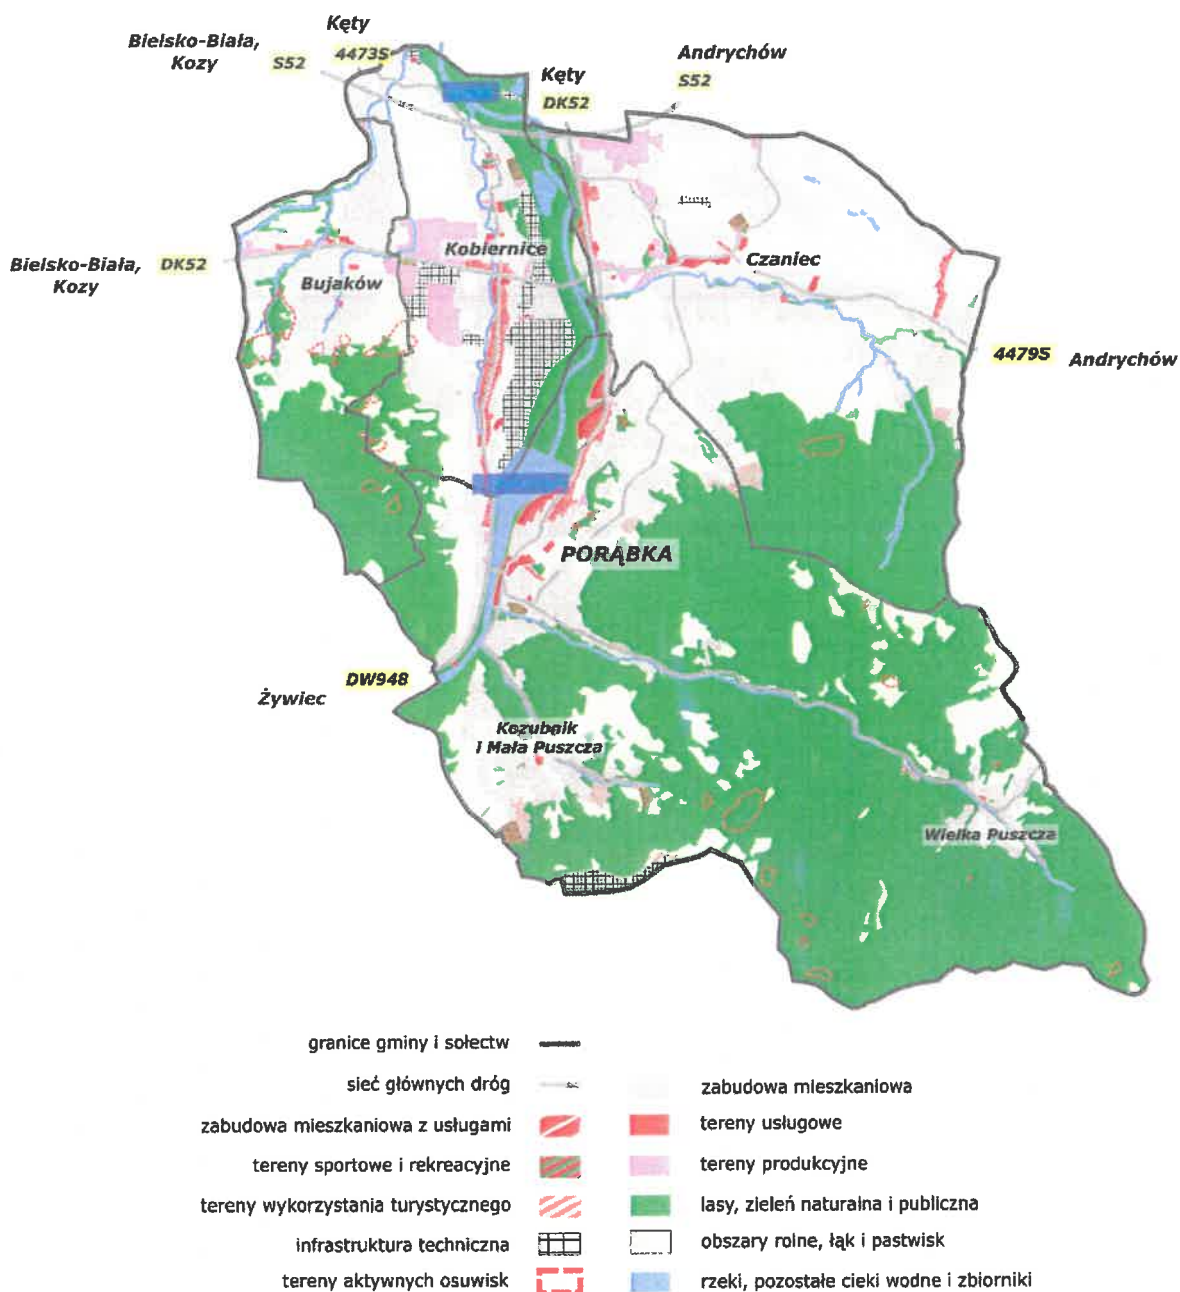 Kęty
Bielsko-Biała,
Kozy
S52
4473S
Andrychów
S52
Kęty
DK52
Kobiernice
Czaniec
Bielsko-Biała,
Kozy
DK52
Bujaków
4479S
Andrychów
PORĄBKA
DW948
Żywiec
Kozubnik
i Mała Puszcza
Wielka Puszcza
granice gminy i sołectw
sieć głównych dróg
zabudowa mieszkaniowa
zabudowa mieszkaniowa z usługami
tereny usługowe
tereny sportowe i rekreacyjne
tereny produkcyjne
tereny wykorzystania turystycznego
lasy, zieleń naturalna i publiczna
infrastruktura techniczna
obszary rolne, łąk i pastwisk
tereny aktywnych osuwisk
rzeki, pozostałe cieki wodne i zbiorniki